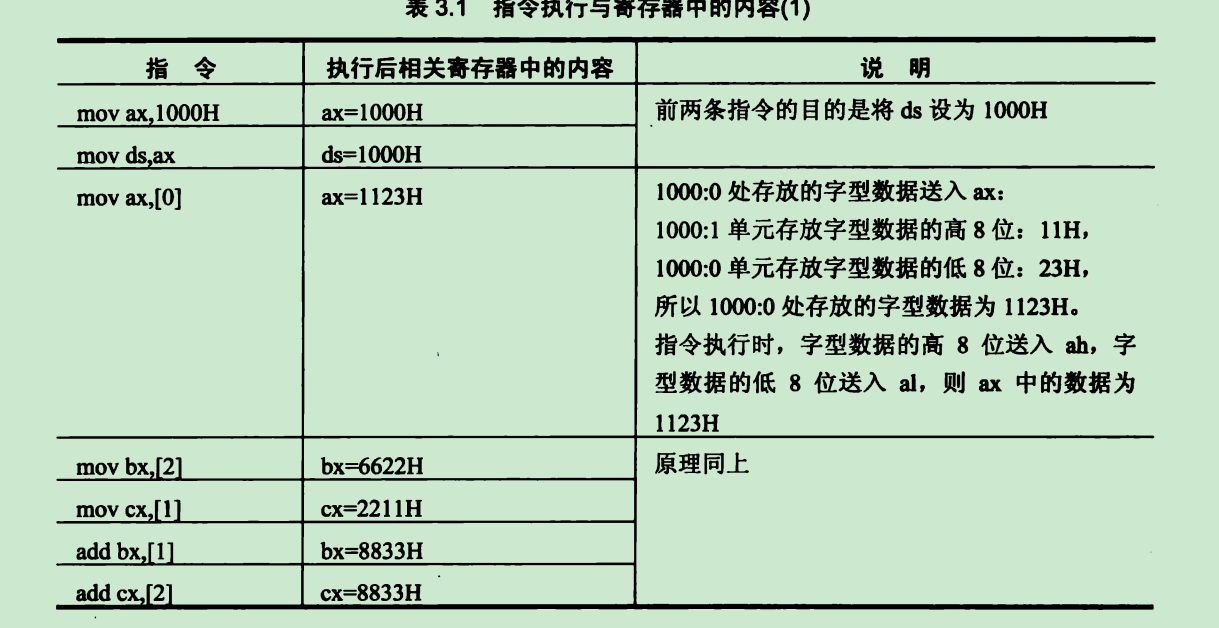 表 3.1 指令执行与寄存器中的内容(1)
指 令 执行后相关寄存器中的内容 说 明
mov ax,1000H ax=1000H 前两条指令的目的是将 ds 设为 1000H
mov ds,ax ds=1000H
mov ax,[0] ax=1123H 1000:0 处存放的字型数据送入 ax：
1000:1 单元存放字型数据的高 8 位：11H，
1000:0 单元存放字型数据的低 8 位：23H，
所以 1000:0 处存放的字型数据为 1123H。
指令执行时，字型数据的高 8 位送入 ah，字
型数据的低 8 位送入 al，则 ax 中的数据为
1123H
mov bx,[2] bx=6622H 原理同上
mov cx,[1] cx=2211H
add bx,[1] bx=8833H
add cx,[2] cx=8833H